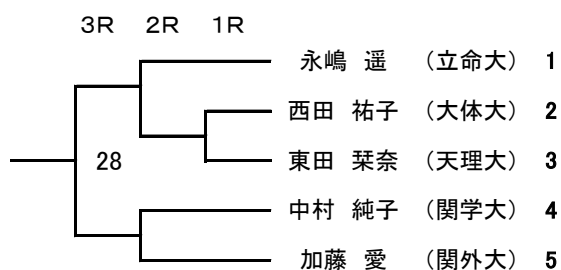 3R 2R 1R
永嶋 遥 (立命大) 1
西田 祐子 (大体大) 2
28 東田 栞奈 (天理大) 3
中村 純子 (関学大) 4
加藤 愛 (関外大) 5